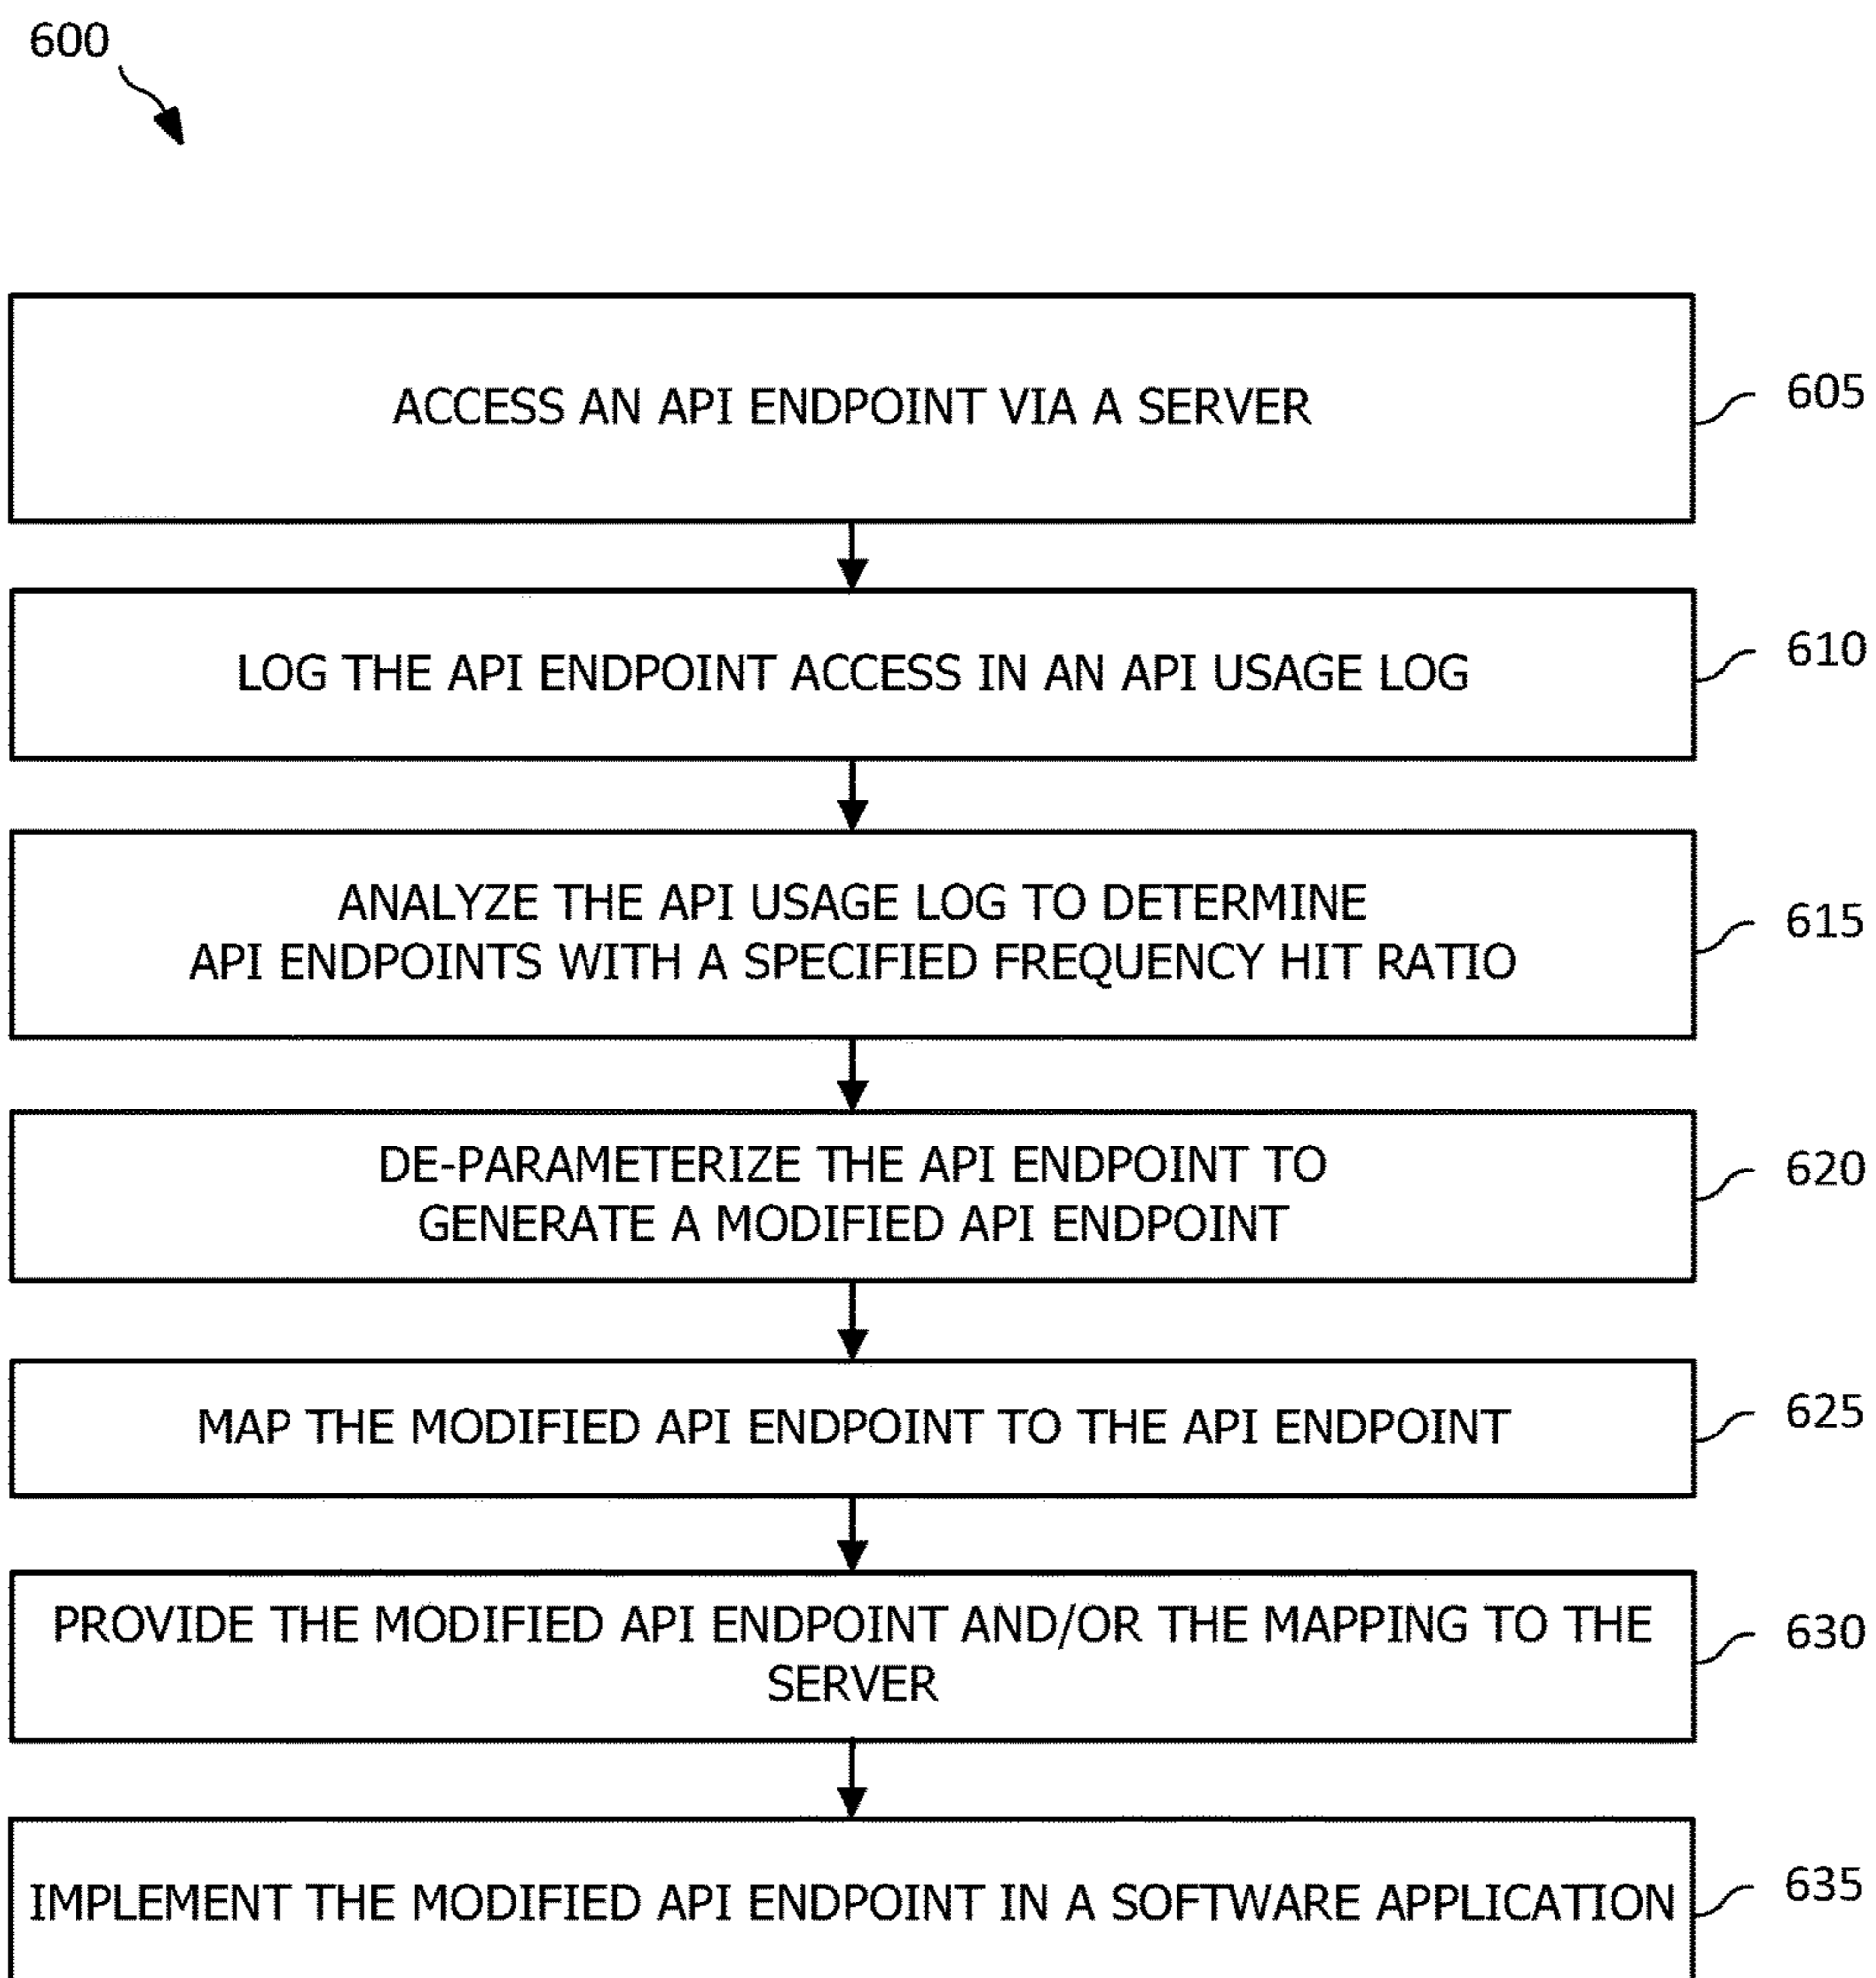 600
ACCESS AN API ENDPOINT VIA A SERVER
605
LOG THE API ENDPOINT ACCESS IN AN API USAGE LOG
610
ANALYZE THE API USAGE LOG TO DETERMINE
API ENDPOINTS WITH A SPECIFIED FREQUENCY HIT RATIO
615
DE-PARAMETERIZE THE API ENDPOINT TO
GENERATE A MODIFIED API ENDPOINT
620
MAP THE MODIFIED API ENDPOINT TO THE API ENDPOINT
625
PROVIDE THE MODIFIED API ENDPOINT AND/OR THE MAPPING TO THE
SERVER
630
IMPLEMENT THE MODIFIED API ENDPOINT IN A SOFTWARE APPLICATION
635